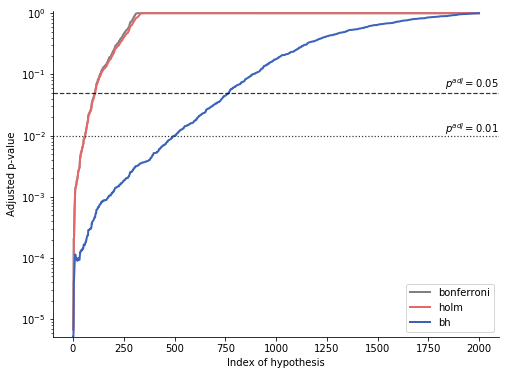 10⁰
10⁻¹
10⁻²
10⁻³
10⁻⁴
10⁻⁵
Adjusted p-value
p^{adj} = 0.05
p^{adj} = 0.01
bonferroni
holm
bh
0 250 500 750 1000 1250 1500 1750 2000
Index of hypothesis